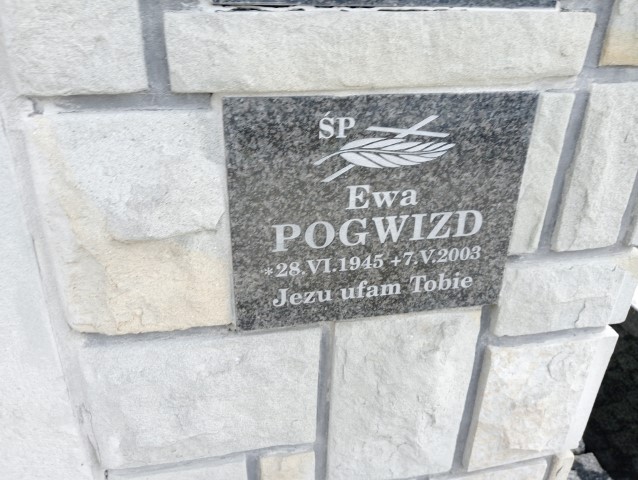 ŚP
Ewa
POGWIZD
*28.VI.1945 +7.V.2003
Jezu ufam Tobie